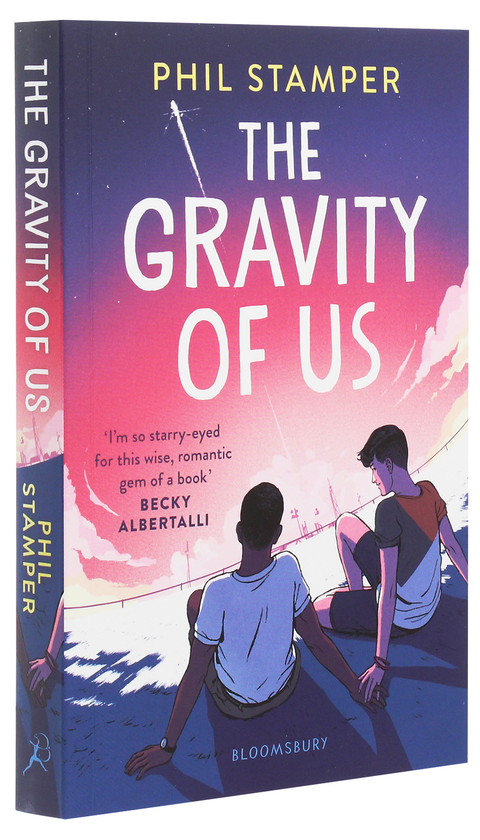 PHIL STAMPER
THE
GRAVITY
OF US
‘I’m so starry-eyed
for this wise, romantic
gem of a book’
BECKY
ALBERTALLI
BLOOMSBURY
THE GRAVITY OF US
PHIL
STAMPER